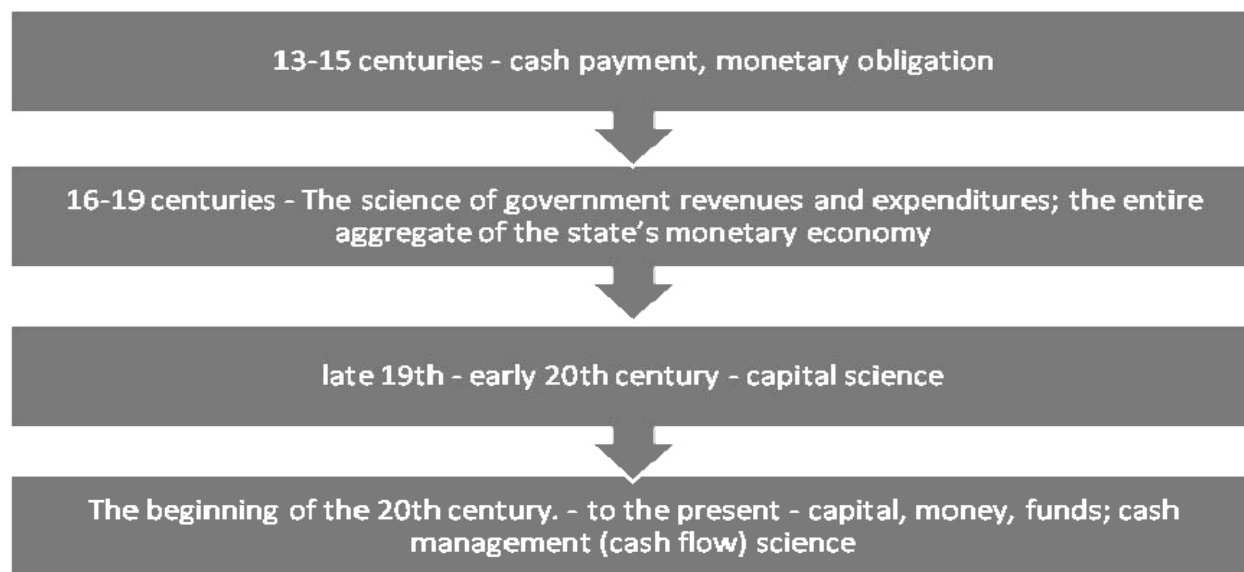 13-15 centuries - cash payment, monetary obligation
16-19 centuries - The science of government revenues and expenditures; the entire
aggregate of the state's monetary economy
late 19th - early 20th century - capital science
The beginning of the 20th century. - to the present - capital, money, funds; cash
management (cash flow) science